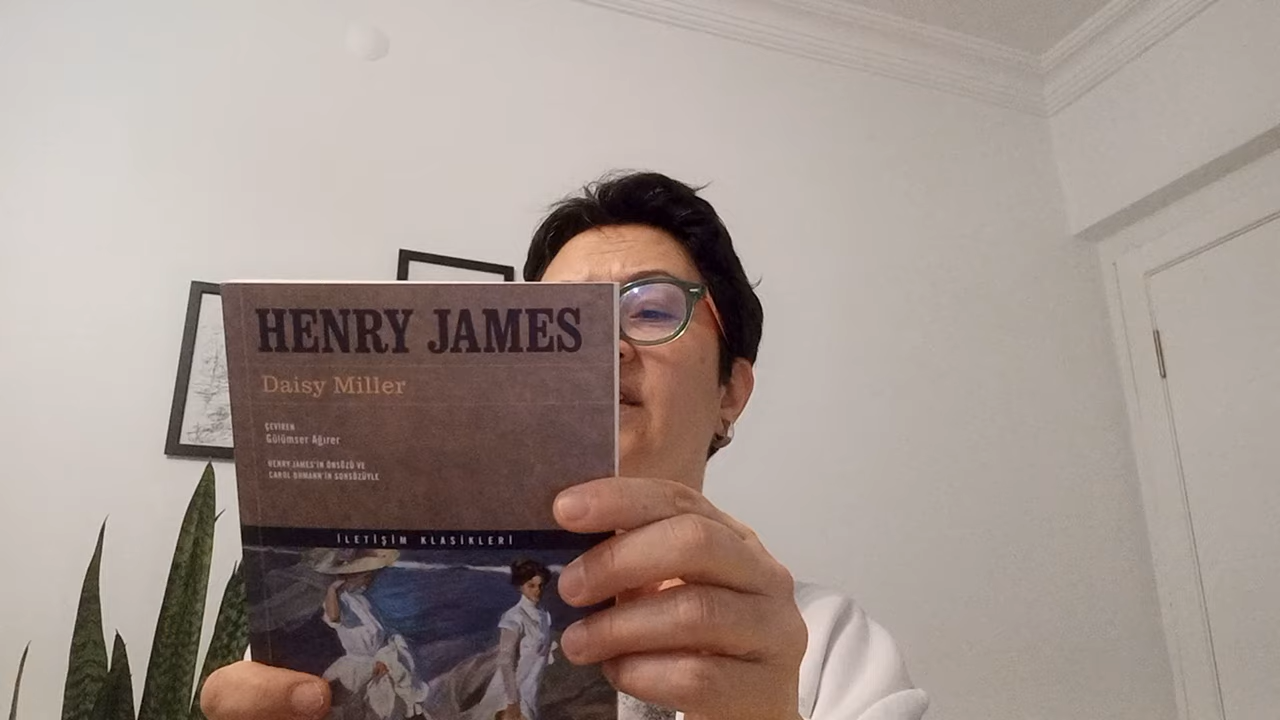 HENRY JAMES
Daisy Miller
ÇEVİREN
Gülümser Ağırer
HENRY JAMES'IN ÖNSÖZÜ VE
CAROL OHMANN'IN SONSÖZÜYLE
İLETİŞİM KLASİKLERİ